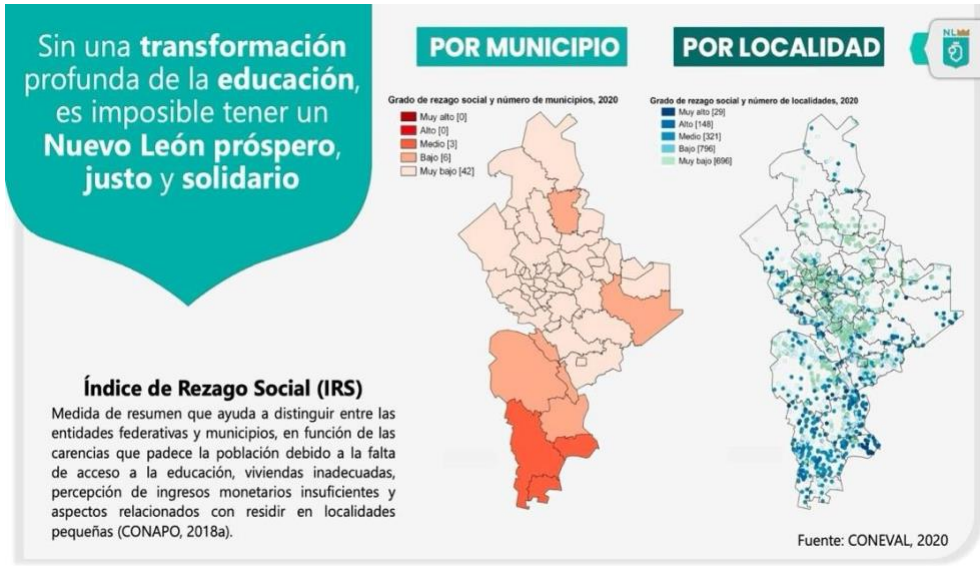 Sin una transformación
profunda de la educación,
es imposible tener un
Nuevo León próspero,
justo y solidario
Índice de Rezago Social (IRS)
Medida de resumen que ayuda a distinguir entre las
entidades federativas y municipios, en función de las
carencias que padece la población debido a la falta
de acceso a la educación, viviendas inadecuadas,
percepción de ingresos monetarios insuficientes y
aspectos relacionados con residir en localidades
pequeñas (CONAPO, 2018a).
POR MUNICIPIO
Grado de rezago social y número de municipios, 2020
Muy alto [0]
Alto [0]
Medio [3]
Bajo [6]
Muy bajo [42]
POR LOCALIDAD
Grado de rezago social y número de localidades, 2020
Muy alto [29]
Alto [148]
Medio [321]
Bajo [796]
Muy bajo [696]
NL
Fuente: CONEVAL, 2020